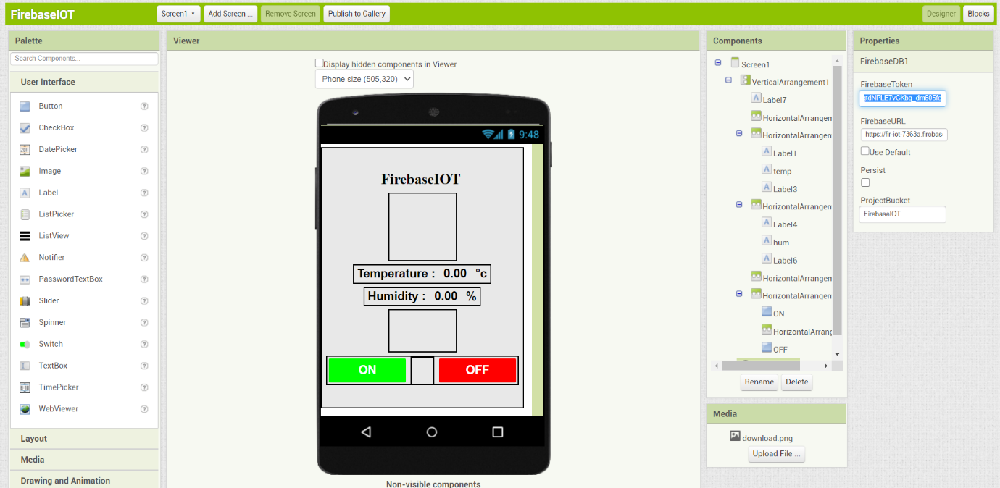 FirebaseIOT
Screen1
Add Screen ...
Remove Screen
Publish to Gallery
Designer
Blocks
Palette
Search Components...
User Interface
Button
CheckBox
DatePicker
Image
Label
ListPicker
ListView
Notifier
PasswordTextBox
Slider
Spinner
Switch
TextBox
TimePicker
WebViewer
Layout
Media
Drawing and Animation
Viewer
Display hidden components in Viewer
Phone size (505,320)
9:48
FirebaseIOT
Temperature : 0.00 °c
Humidity : 0.00 %
ON OFF
Non-visible components
Components
Screen1
VerticalArrangement1
Label7
HorizontalArrangem
HorizontalArrangem
Label1
temp
Label3
HorizontalArrangem
Label4
hum
Label6
HorizontalArrangem
HorizontalArrangem
ON
HorizontalArrang
OFF
Rename
Delete
Media
download.png
Upload File ...
Properties
FirebaseDB1
FirebaseToken
FirebaseURL
https://fir-iot-7363a.firebase
Use Default
Persist
ProjectBucket
FirebaseIOT